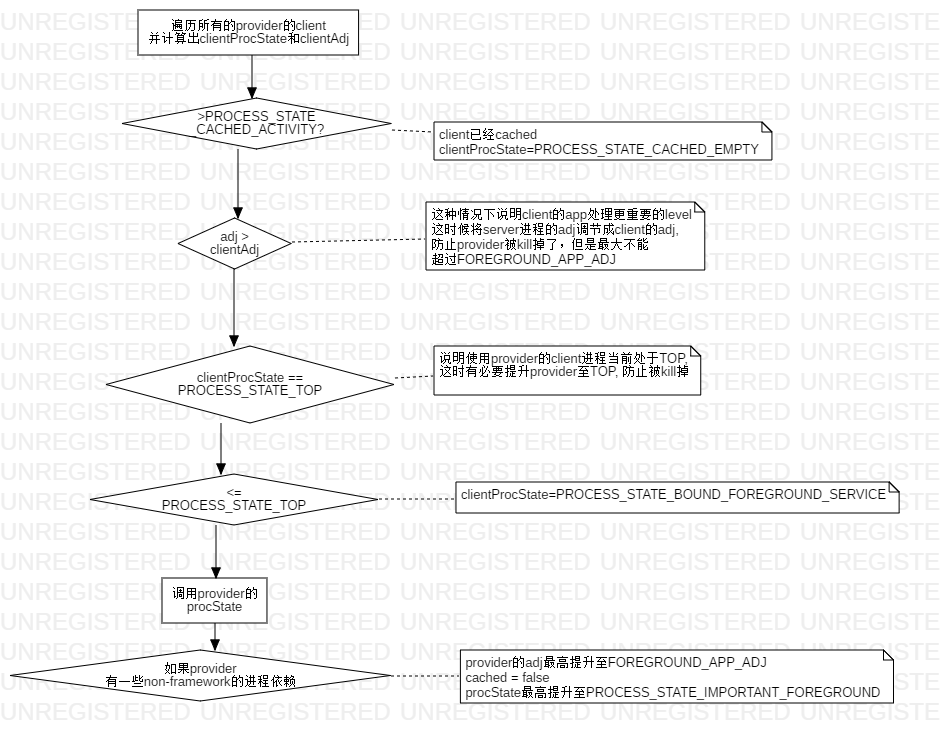 遍历所有的provider的client
并计算出clientProcState和clientAdj
>PROCESS_STATE
_CACHED_ACTIVITY?
client已经cached
clientProcState=PROCESS_STATE_CACHED_EMPTY
adj >
clientAdj
这种情况下说明client的app处理更重要的level
这时候将server进程的adj调节成client的adj,
防止provider被kill掉了，但是最大不能
超过FOREGROUND_APP_ADJ
clientProcState ==
PROCESS_STATE_TOP
说明使用provider的client进程当前处于TOP,
这时有必要提升provider至TOP, 防止被kill掉
<=
PROCESS_STATE_TOP
clientProcState=PROCESS_STATE_BOUND_FOREGROUND_SERVICE
调用provider的
procState
如果provider
有一些non-framework的进程依赖
provider的adj最高提升至FOREGROUND_APP_ADJ
cached = false
procState最高提升至PROCESS_STATE_IMPORTANT_FOREGROUND
UNREGISTERED